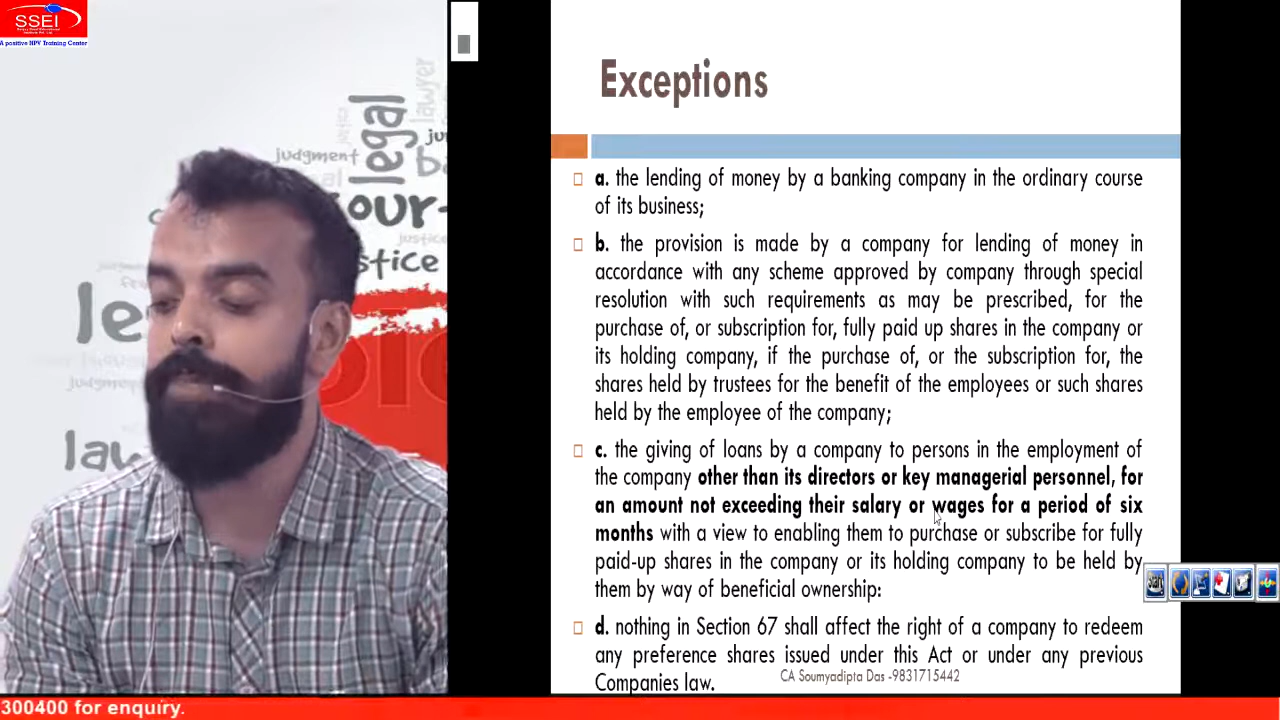 SSEI
A positive NPV Training Center
legal
lawyer
judgment
justice
le
law
Exceptions
a. the lending of money by a banking company in the ordinary course
of its business;
b. the provision is made by a company for lending of money in
accordance with any scheme approved by company through special
resolution with such requirements as may be prescribed, for the
purchase of, or subscription for, fully paid up shares in the company or
its holding company, if the purchase of, or the subscription for, the
shares held by trustees for the benefit of the employees or such shares
held by the employee of the company;
c. the giving of loans by a company to persons in the employment of
the company other than its directors or key managerial personnel, for
an amount not exceeding their salary or wages for a period of six
months with a view to enabling them to purchase or subscribe for fully
paid-up shares in the company or its holding company to be held by
them by way of beneficial ownership:
d. nothing in Section 67 shall affect the right of a company to redeem
any preference shares issued under this Act or under any previous
Companies law.
CA Soumyadipta Das -9831715442
300400 for enquiry.